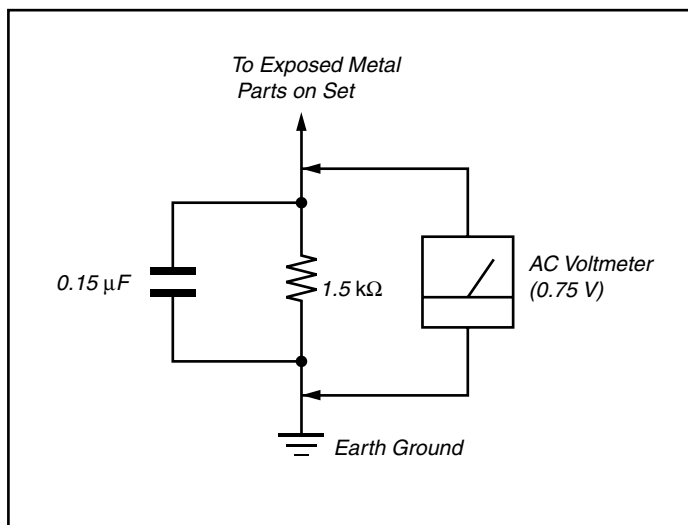 To Exposed Metal
Parts on Set
0.15 μF
1.5 kΩ
AC Voltmeter
(0.75 V)
Earth Ground